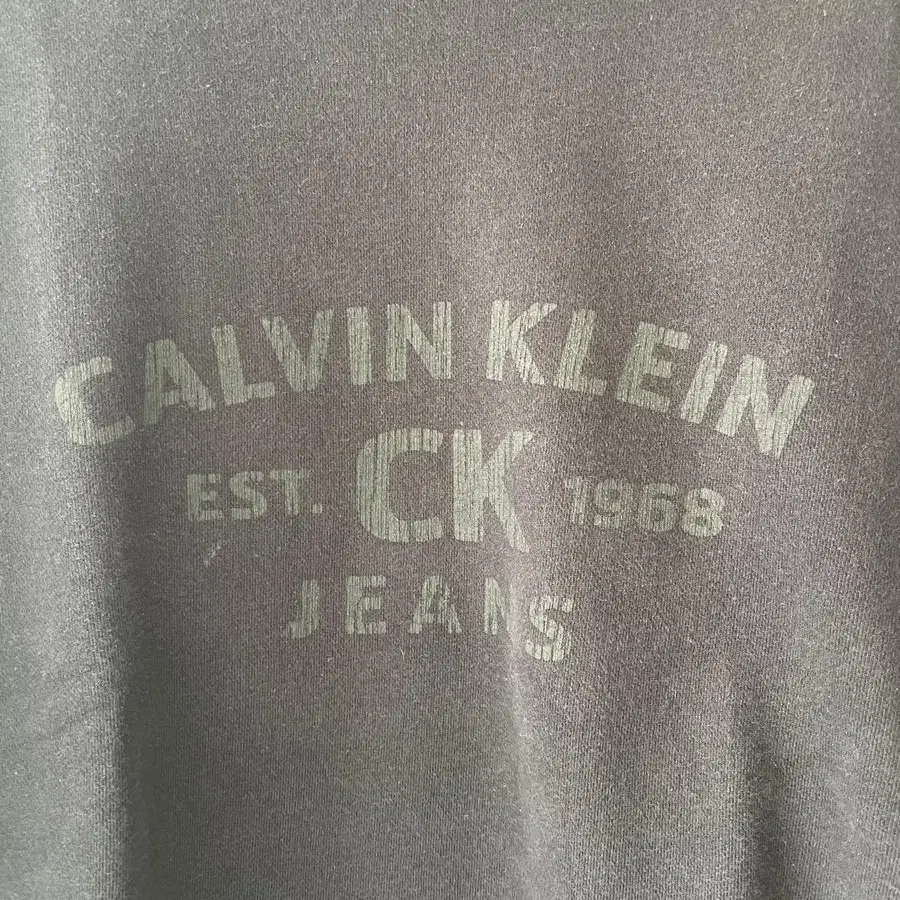 CALVIN KLEIN
EST. CK 1968
JEANS